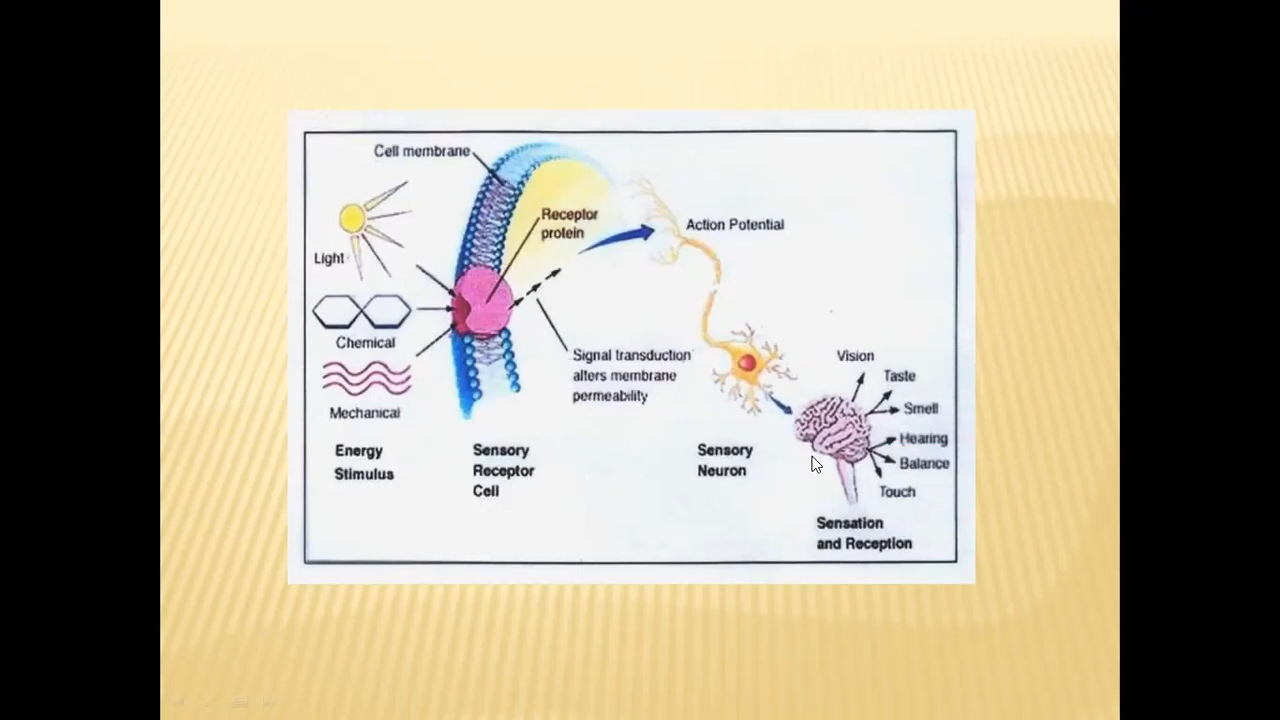 Cell membrane
Receptor
protein
Action Potential
Light
Chemical
Signal transduction
alters membrane
permeability
Mechanical
Vision
Taste
Smell
Hearing
Balance
Touch
Energy
Stimulus
Sensory
Receptor
Cell
Sensory
Neuron
Sensation
and Reception